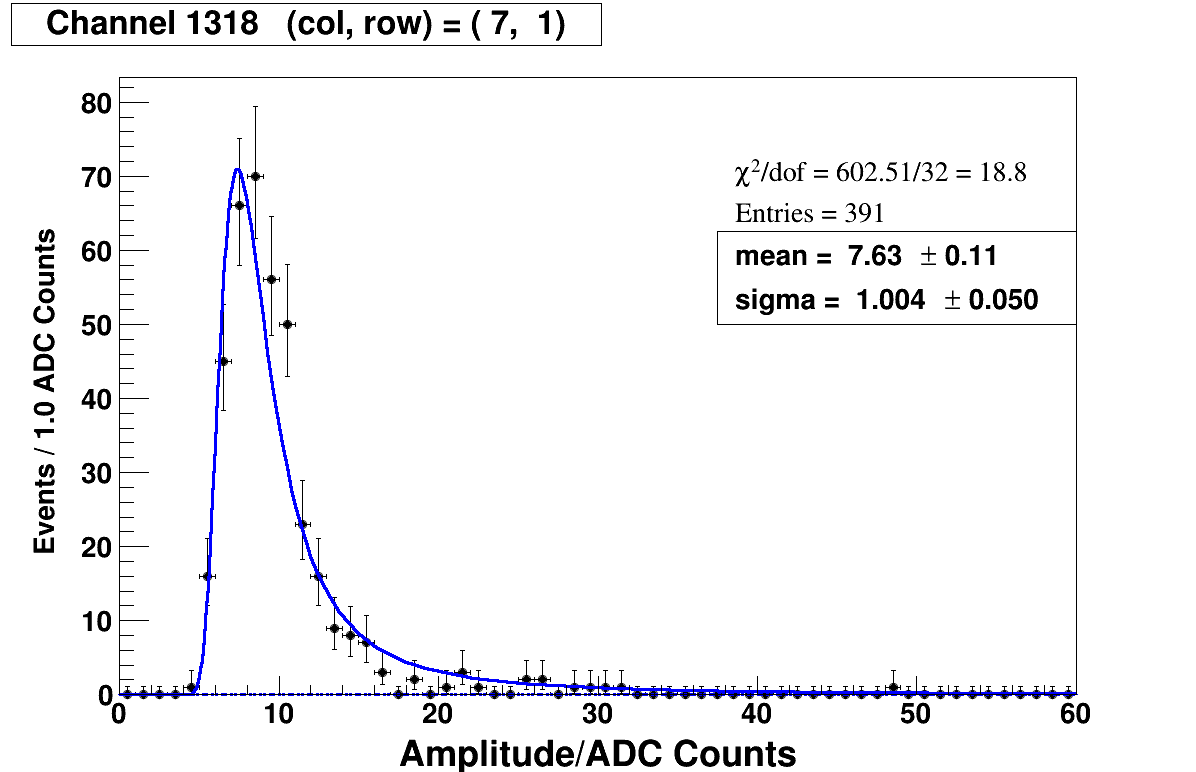 Channel 1318 (col, row) = ( 7, 1)
χ²/dof = 602.51/32 = 18.8
Entries = 391
mean = 7.63 ± 0.11
sigma = 1.004 ± 0.050
Events / 1.0 ADC Counts
80
70
60
50
40
30
20
10
0
0 10 20 30 40 50 60
Amplitude/ADC Counts